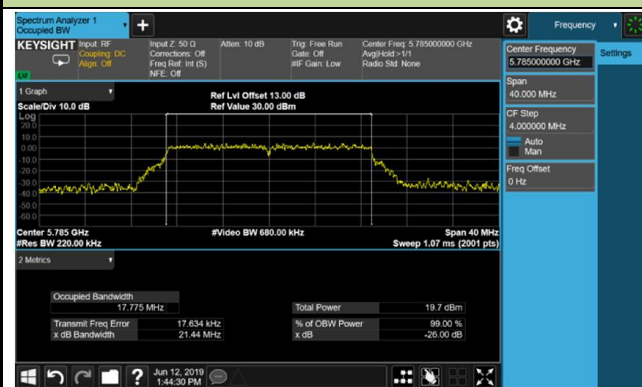 Spectrum Analyzer 1
Occupied BW
Frequency
KEYSIGHT
Input: RF
Coupling: DC
Align: Off
Input Z: 50 Ω
Corrections: Off
Freq Ref: Int (S)
NFE: Off
Atten: 10 dB
Trig: Free Run
Gate: Off
#IF Gain: Low
Center Freq: 5.785000000 GHz
Avg|Hold:>1/1
Radio Std: None
Center Frequency
5.785000000 GHz
Settings
Span
40.000 MHz
CF Step
4.000000 MHz
Auto
Man
Freq Offset
0 Hz
1 Graph
Scale/Div 10.0 dB
Ref Lvl Offset 13.00 dB
Ref Value 30.00 dBm
Log
20.0
10.0
0.00
-10.0
-20.0
-30.0
-40.0
-50.0
-60.0
Center 5.785 GHz
#Video BW 680.00 kHz
Span 40 MHz
#Res BW 220.00 kHz
Sweep 1.07 ms (2001 pts)
2 Metrics
Occupied Bandwidth
17.775 MHz
Total Power 19.7 dBm
Transmit Freq Error 17.634 kHz
% of OBW Power 99.00 %
x dB Bandwidth 21.44 MHz
x dB -26.00 dB
Jun 12, 2019
1:44:30 PM